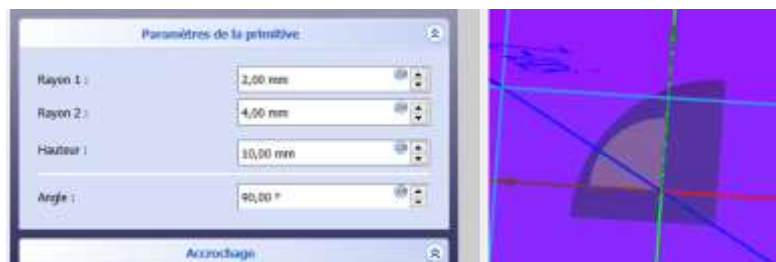 Paramètres de la primitive
Rayon 1 : 2,00 mm
Rayon 2 : 4,00 mm
Hauteur : 10,00 mm
Angle : 90,00 °
Accrochage